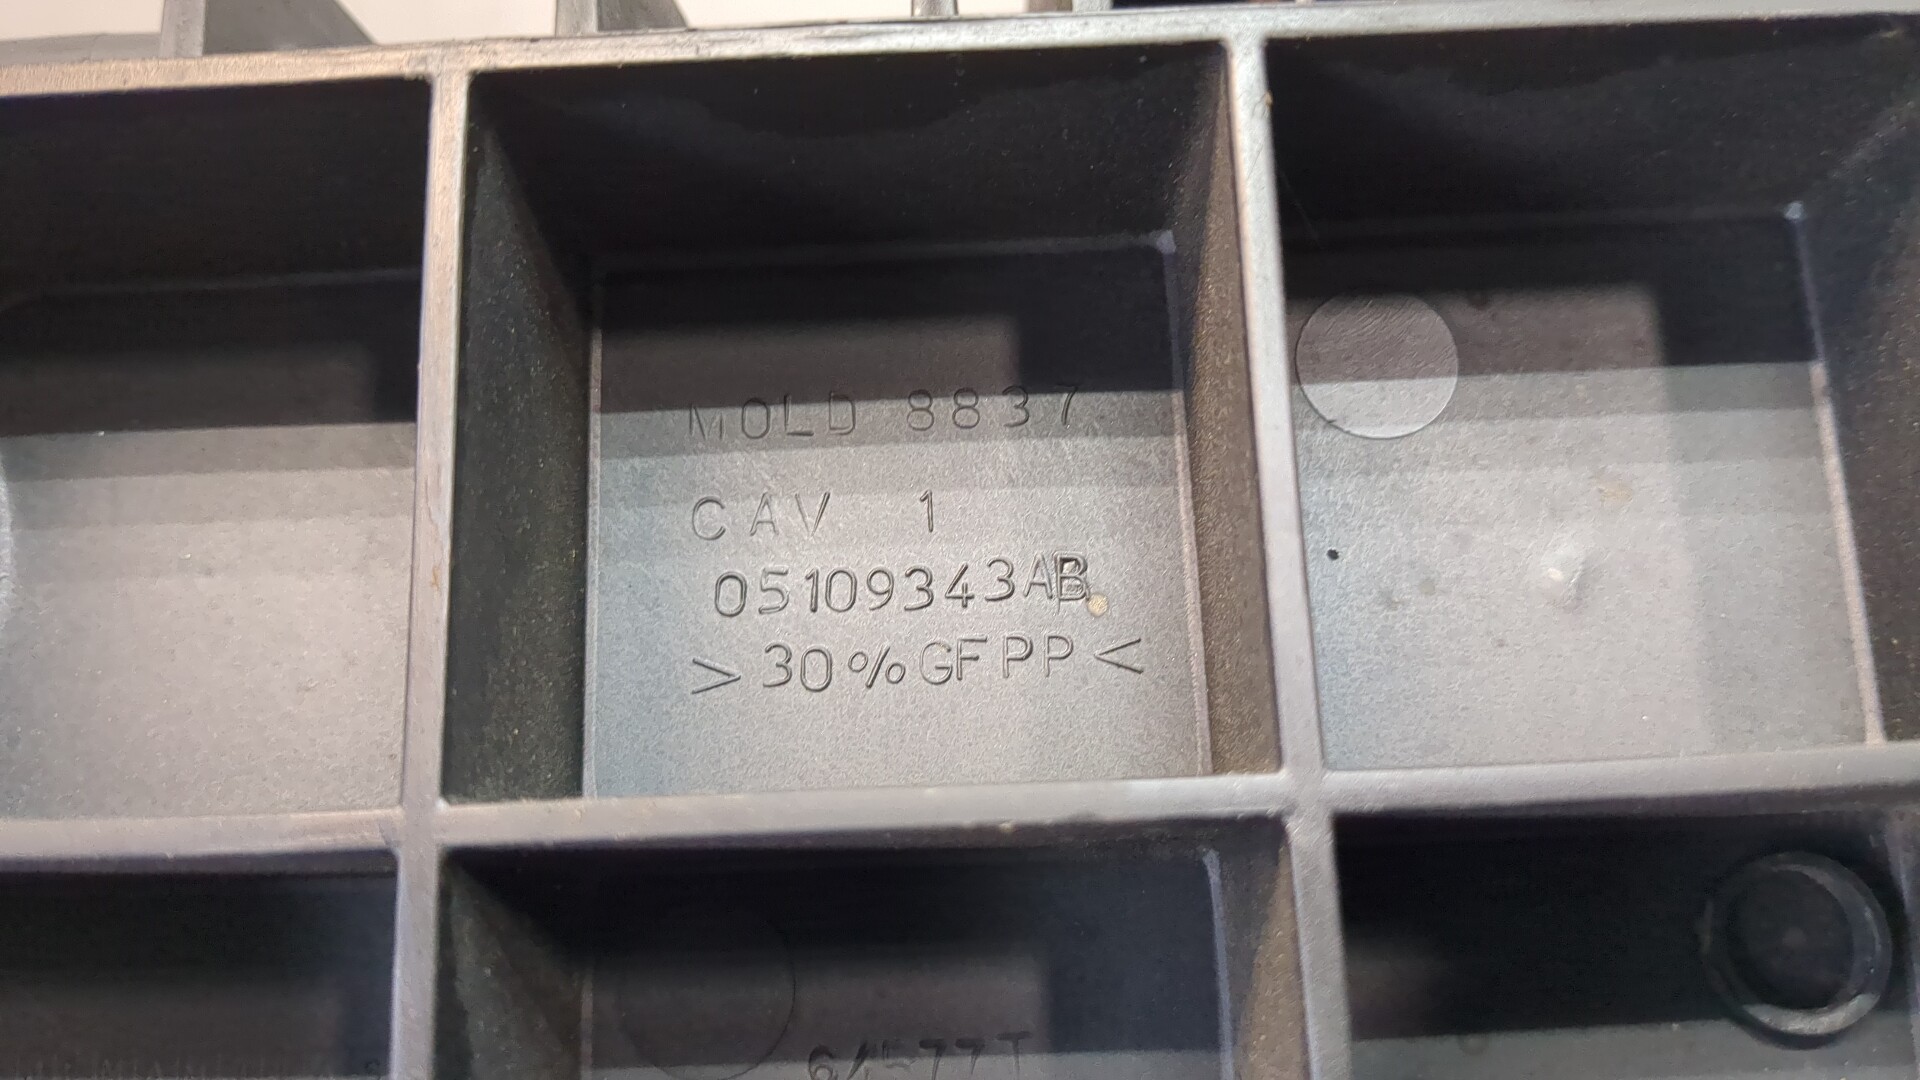 MOLD 8837
CAV 1
05109343AB
>30%GFPP<